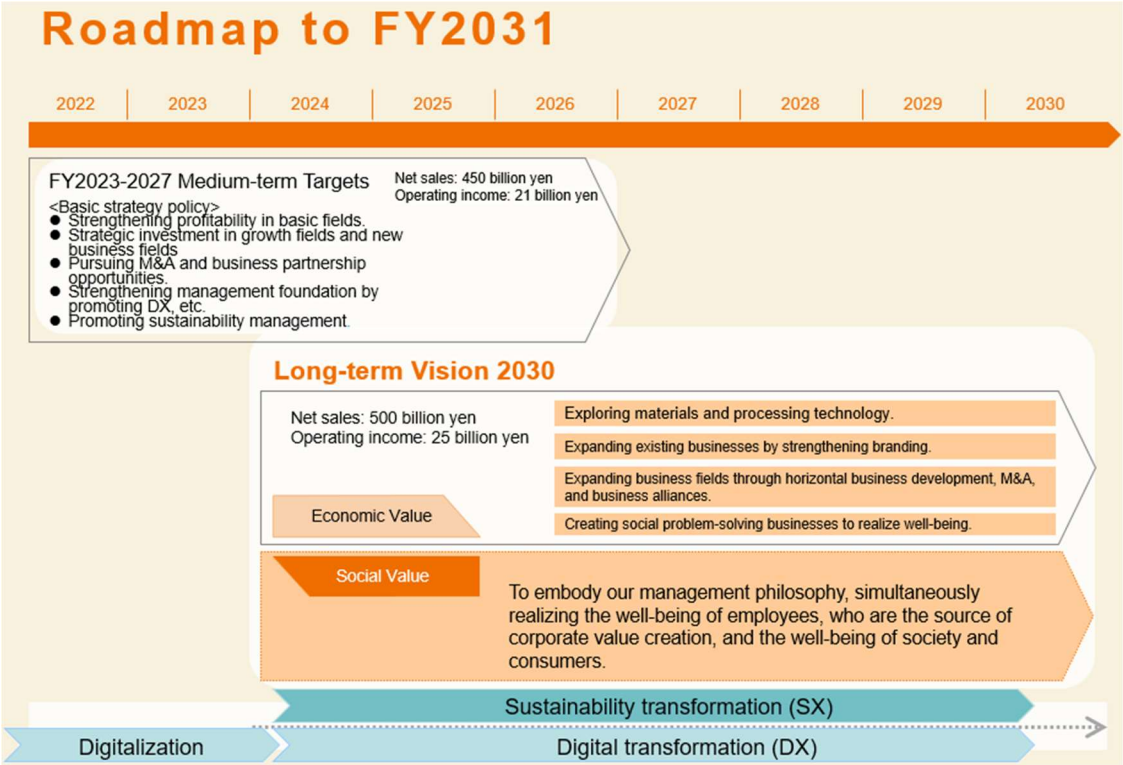 Roadmap to FY2031
2022 2023 2024 2025 2026 2027 2028 2029 2030
FY2023-2027 Medium-term Targets
Net sales: 450 billion yen
Operating income: 21 billion yen
<Basic strategy policy>
● Strengthening profitability in basic fields.
● Strategic investment in growth fields and new
business fields
● Pursuing M&A and business partnership
opportunities.
● Strengthening management foundation by
promoting DX, etc.
● Promoting sustainability management.
Long-term Vision 2030
Net sales: 500 billion yen
Operating income: 25 billion yen
Economic Value
Exploring materials and processing technology.
Expanding existing businesses by strengthening branding.
Expanding business fields through horizontal business development, M&A,
and business alliances.
Creating social problem-solving businesses to realize well-being.
Social Value
To embody our management philosophy, simultaneously
realizing the well-being of employees, who are the source of
corporate value creation, and the well-being of society and
consumers.
Sustainability transformation (SX)
Digitalization
Digital transformation (DX)